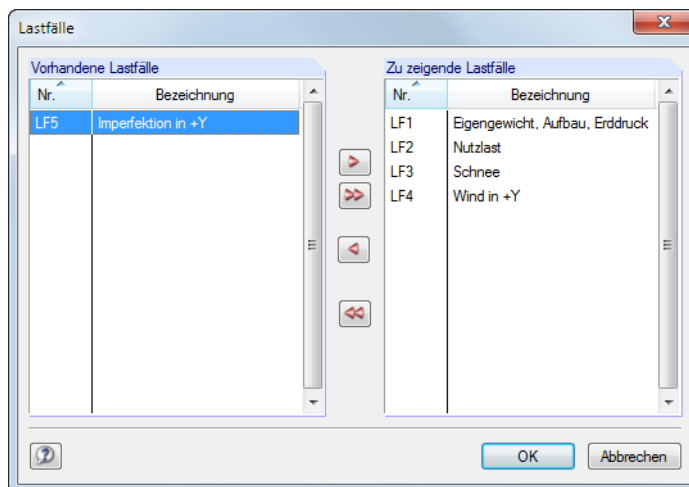 Lastfälle
Vorhandene Lastfälle
Nr. Bezeichnung
LF5 Imperfektion in +Y
Zu zeigende Lastfälle
Nr. Bezeichnung
LF1 Eigengewicht, Aufbau, Erddruck
LF2 Nutzlast
LF3 Schnee
LF4 Wind in +Y
OK Abbrechen